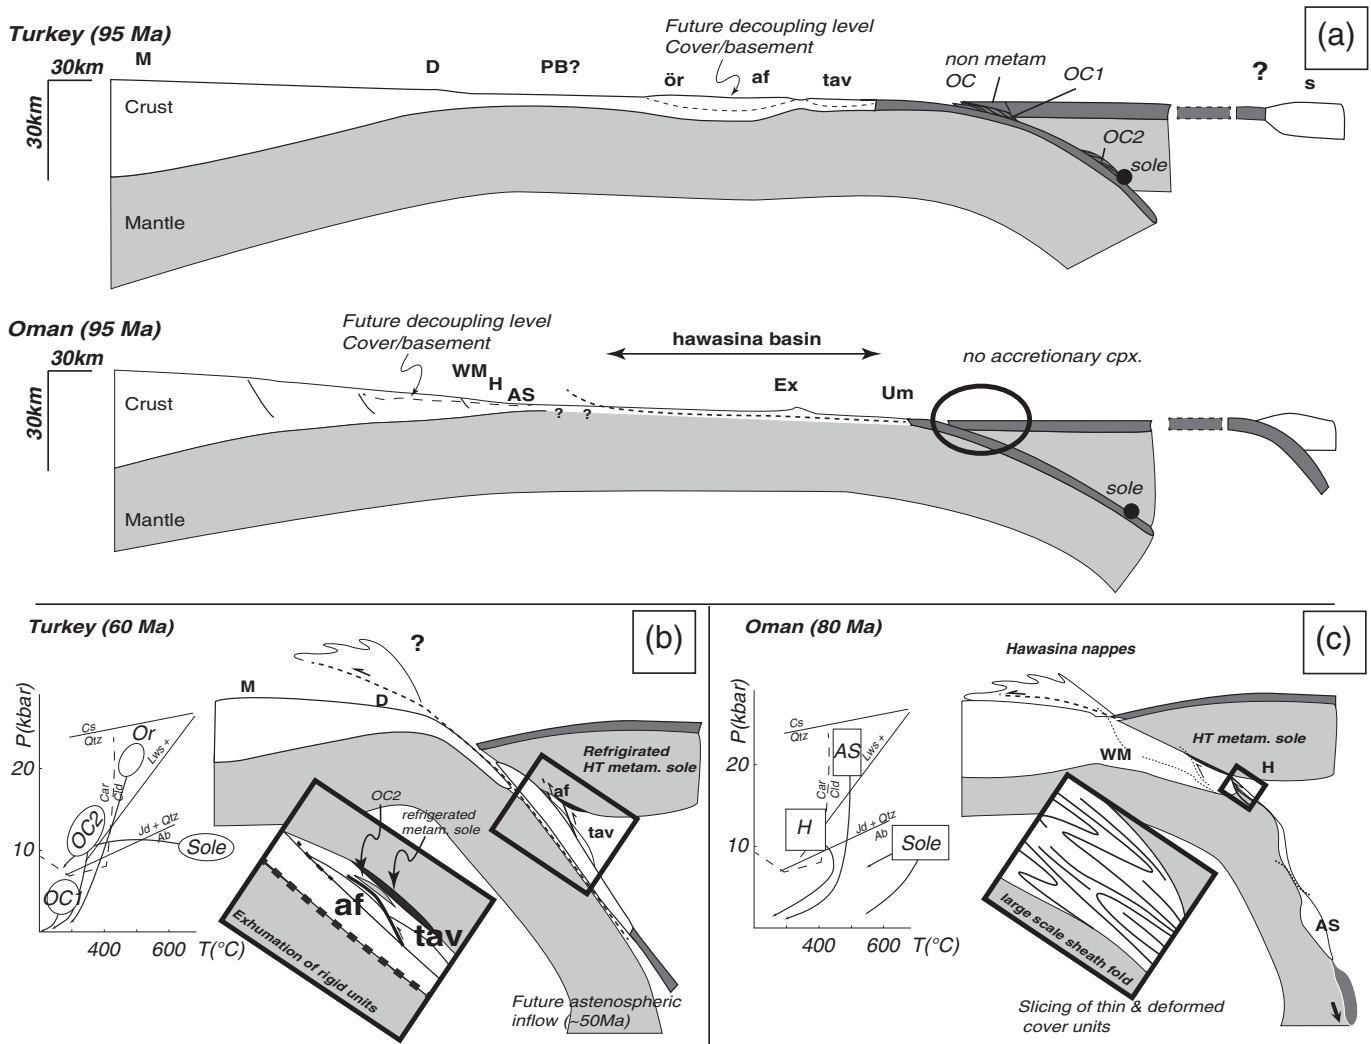 Turkey (95 Ma)
30km
30km
M
D
PB?
Future decoupling level
Cover/basement
ör
af
tav
non metam
OC
OC1
OC2
sole
?
s
(a)
Crust
Mantle
Oman (95 Ma)
30km
30km
Future decoupling level
Cover/basement
WM
H
AS
? ?
hawasina basin
Ex
Um
no accretionary cpx.
sole
Crust
Mantle
Turkey (60 Ma)
(b)
?
M
D
P(kbar)
20
10
400 600 T(°C)
Cs
Qtz
Or
Lws +
Car
Cld
OC2
Jd + Qtz
Ab
Sole
OC1
Refrigirated
HT metam. sole
af
tav
OC2
refrigerated
metam. sole
af
tav
Exhumation of rigid units
Future astenospheric
inflow (~50Ma)
Oman (80 Ma)
(c)
Hawasina nappes
P(kbar)
20
10
400 600
Cs
Qtz
AS
Lws +
Car
Cld
H
Jd + Qtz
Ab
Sole
HT metam. sole
WM
H
AS
large scale sheath fold
Slicing of thin & deformed
cover units